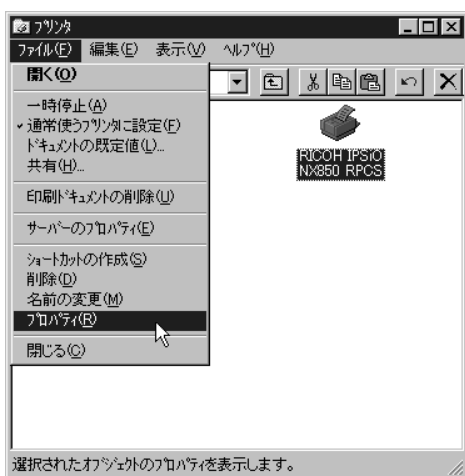 プリンタ
ファイル(F) 編集(E) 表示(V) ヘルプ(H)
開く(O)
一時停止(A)
通常使うプリンタに設定(F)
ドキュメントの既定値(L)...
共有(H)...
印刷ドキュメントの削除(U)
サーバーのプロパティ(E)
ショートカットの作成(S)
削除(D)
名前の変更(M)
プロパティ(R)
閉じる(C)
RICOH IPSiO
NX850 RPCS
選択されたオブジェクトのプロパティを表示します。